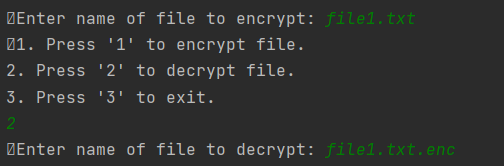 Enter name of file to encrypt: file1.txt
1. Press '1' to encrypt file.
2. Press '2' to decrypt file.
3. Press '3' to exit.
2
Enter name of file to decrypt: file1.txt.enc